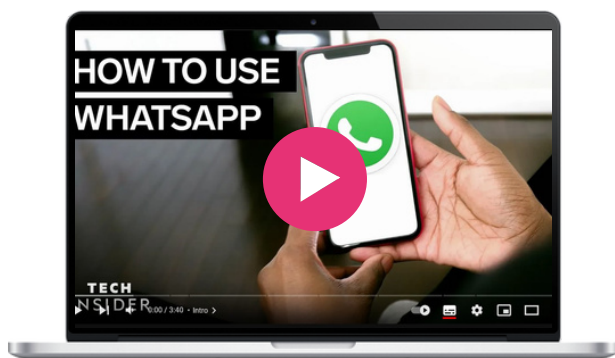 HOW TO USE
WHATSAPP
TECH
NSIDER
0:00 / 3:40 • Intro >